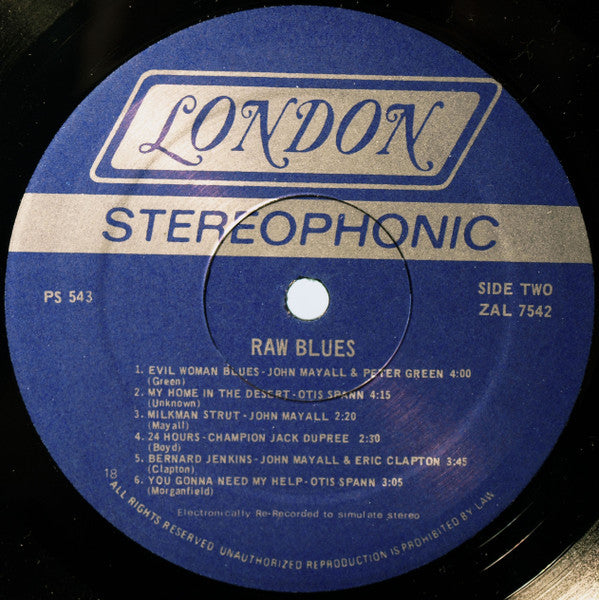 LONDON
STEREOPHONIC
PS 543
SIDE TWO
ZAL 7542
RAW BLUES
1. EVIL WOMAN BLUES - JOHN MAYALL & PETER GREEN 4:00
(Green)
2. MY HOME IN THE DESERT - OTIS SPANN 4:15
(Unknown)
3. MILKMAN STRUT - JOHN MAYALL 2:20
(Mayall)
4. 24 HOURS - CHAMPION JACK DUPREE 2:30
(Boyd)
5. BERNARD JENKINS - JOHN MAYALL & ERIC CLAPTON 3:45
(Clapton)
6. YOU GONNA NEED MY HELP - OTIS SPANN 3:05
(Morganfield)
Electronically Re-Recorded to simulate stereo
18
ALL RIGHTS RESERVED UNAUTHORIZED REPRODUCTION IS PROHIBITED BY LAW